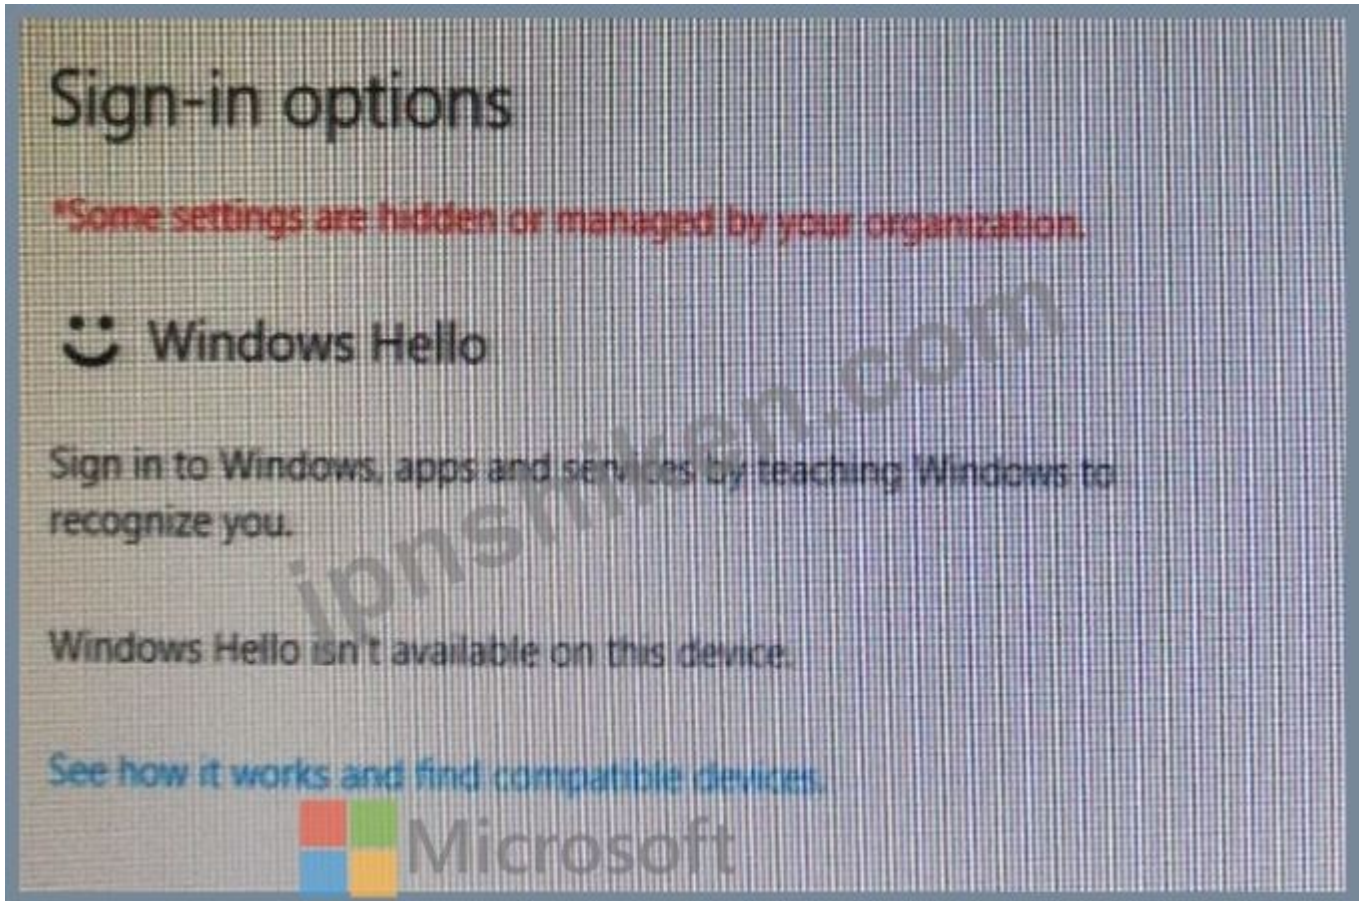 Sign-in options
*Some settings are hidden or managed by your organization.
Windows Hello
Sign in to Windows, apps and services by teaching Windows to
recognize you.
Windows Hello isn't available on this device.
See how it works and find compatible devices.
jpnshiken.com
Microsoft